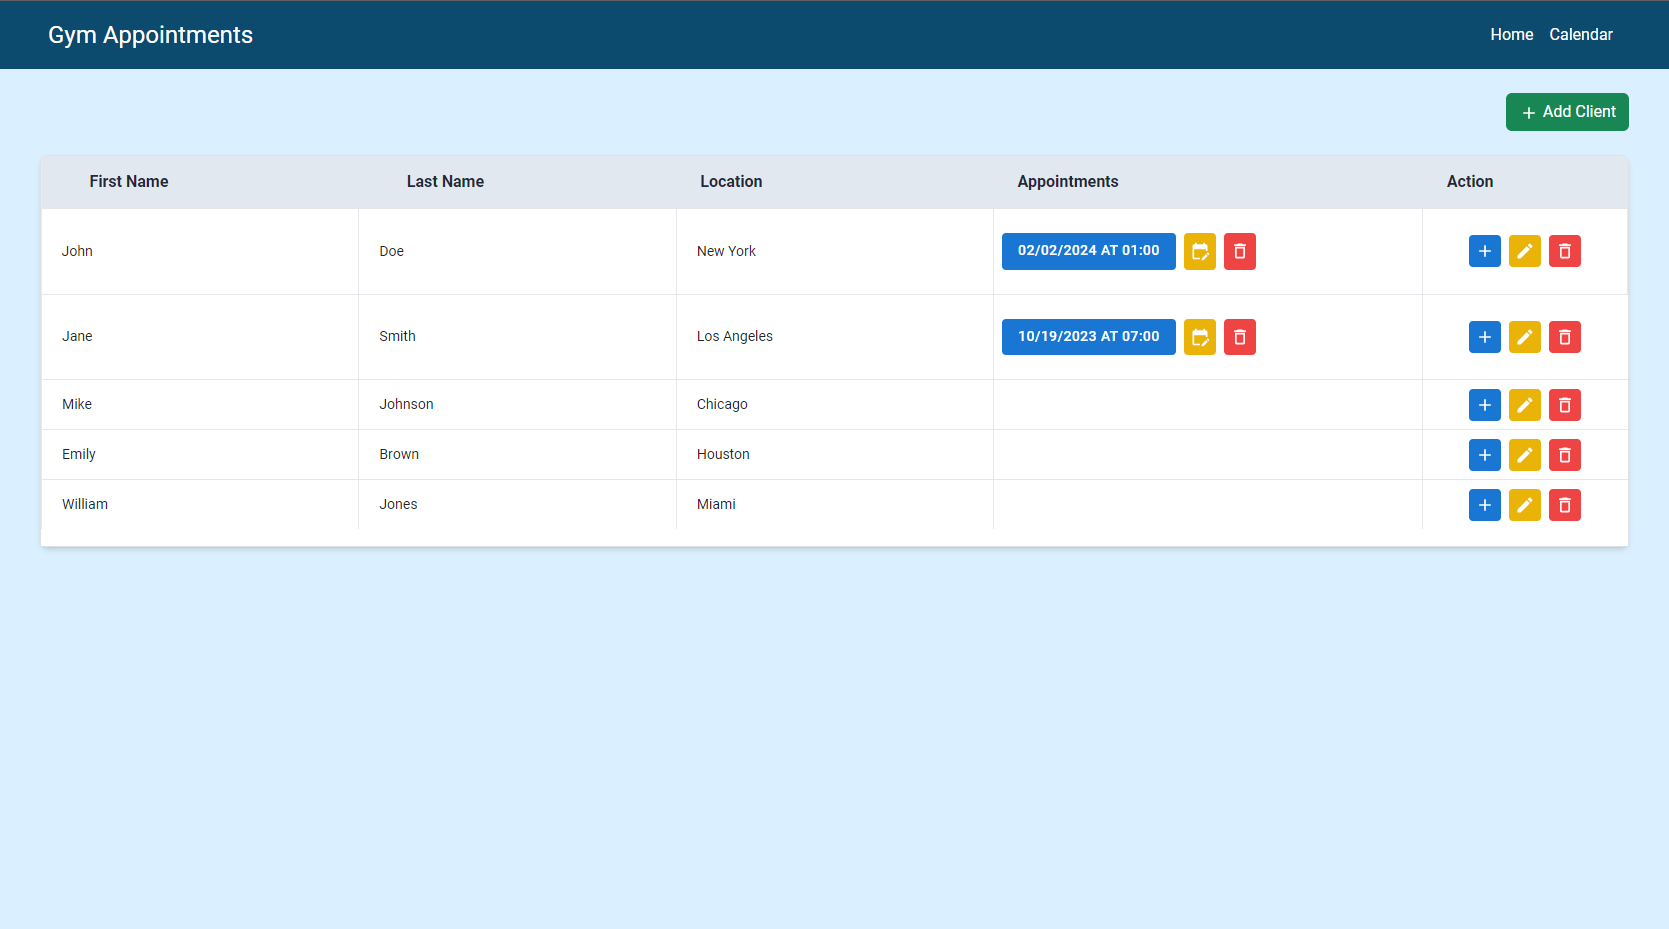 Gym Appointments Home Calendar
+ Add Client
First Name Last Name Location Appointments Action
John Doe New York 02/02/2024 AT 01:00
Jane Smith Los Angeles 10/19/2023 AT 07:00
Mike Johnson Chicago
Emily Brown Houston
William Jones Miami